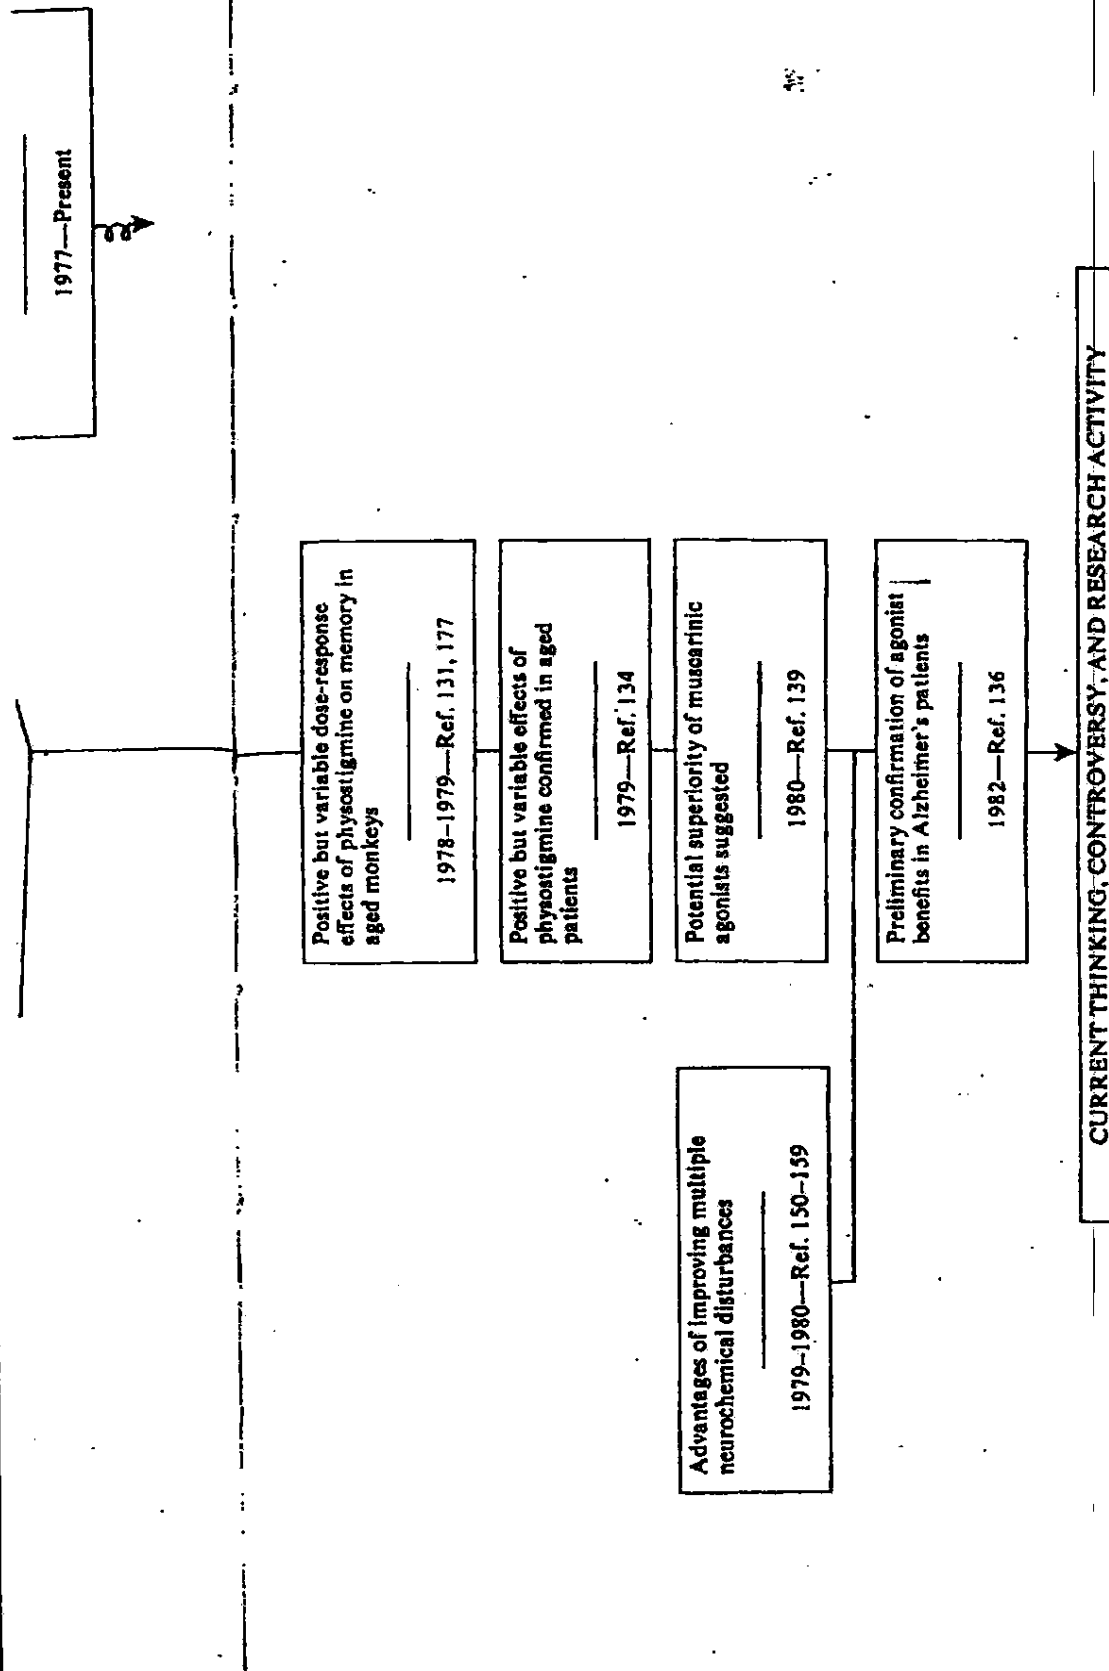 1977—Present
Positive but variable dose-response
effects of physostigmine on memory in
aged monkeys
1978–1979—Ref. 131, 177
Positive but variable effects of
physostigmine confirmed in aged
patients
1979—Ref. 134
Potential superiority of muscarinic
agonists suggested
1980—Ref. 139
Advantages of improving multiple
neurochemical disturbances
1979–1980—Ref. 150–159
Preliminary confirmation of agonist
benefits in Alzheimer's patients
1982—Ref. 136
CURRENT THINKING, CONTROVERSY, AND RESEARCH ACTIVITY